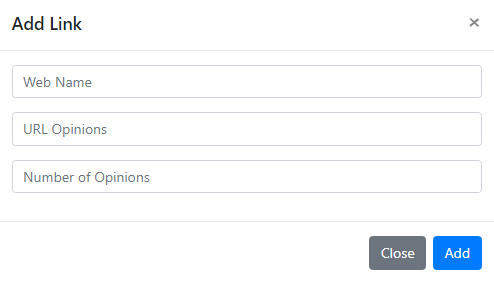 Add Link ×
Web Name
URL Opinions
Number of Opinions
Close Add